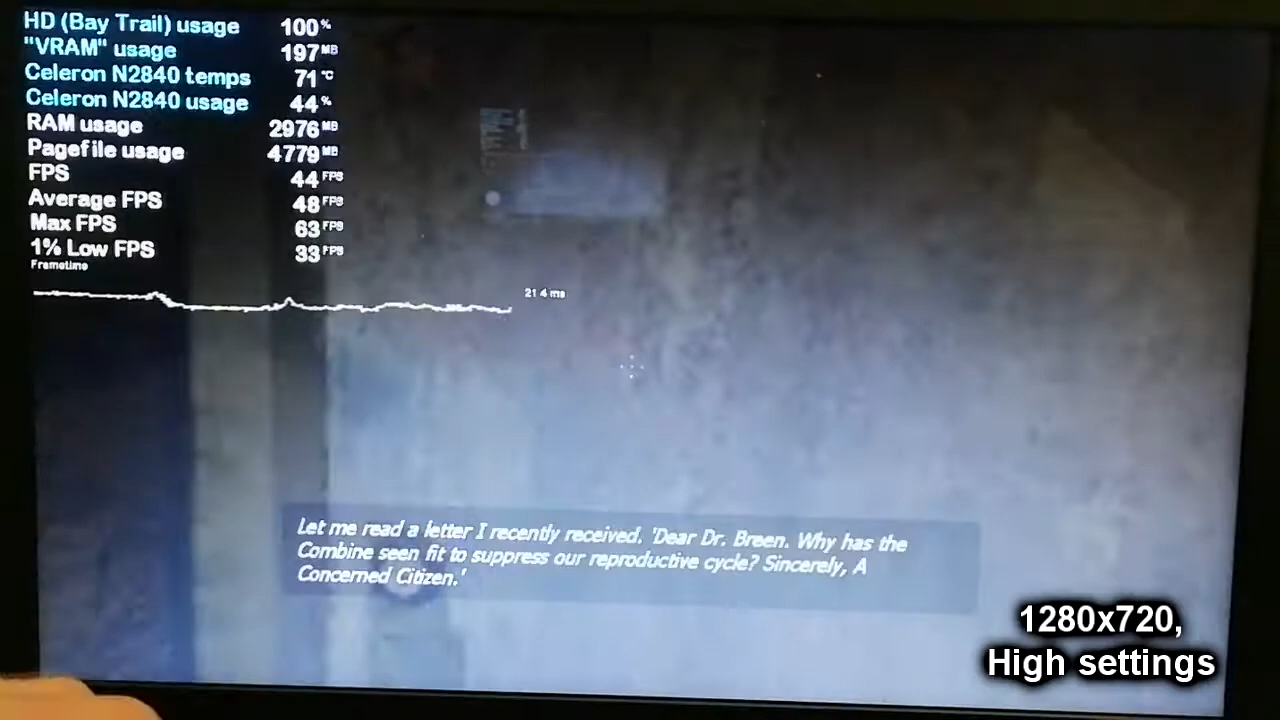 HD (Bay Trail) usage 100%
"VRAM" usage 197MB
Celeron N2840 temps 71°C
Celeron N2840 usage 44%
RAM usage 2976MB
Pagefile usage 4779MB
FPS 44FPS
Average FPS 48FPS
Max FPS 63FPS
1% Low FPS 33FPS
Frametime
21.4 ms
Let me read a letter I recently received. 'Dear Dr. Breen. Why has the
Combine seen fit to suppress our reproductive cycle? Sincerely, A
Concerned Citizen.'
1280x720,
High settings